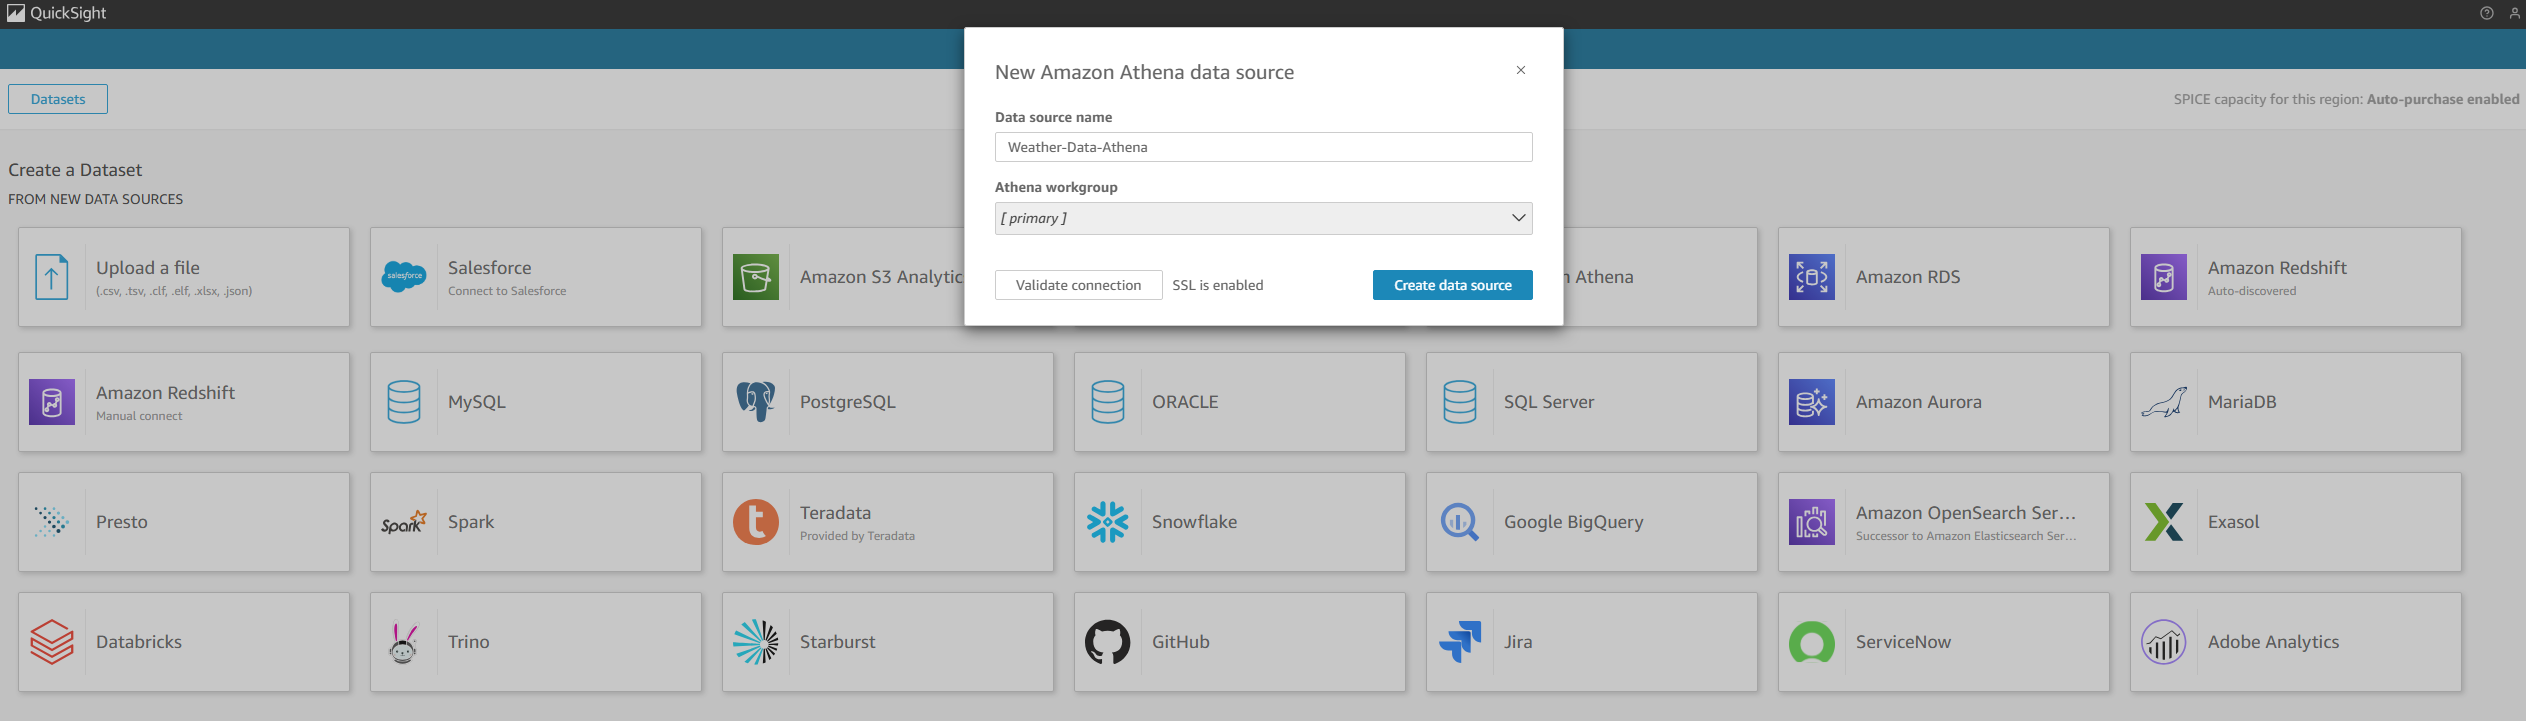 QuickSight
New Amazon Athena data source
Datasets
SPICE capacity for this region: Auto-purchase enabled
Data source name
Weather-Data-Athena
Create a Dataset
Athena workgroup
FROM NEW DATA SOURCES
[ primary ]
Validate connection
SSL is enabled
Create data source
Upload a file
(.csv, .tsv, .clf, .elf, .xlsx, .json)
salesforce
Salesforce
Connect to Salesforce
Amazon S3 Analytic
n Athena
Amazon RDS
Amazon Redshift
Auto-discovered
Amazon Redshift
Manual connect
MySQL
PostgreSQL
ORACLE
SQL Server
Amazon Aurora
MariaDB
Presto
Spark
Spark
t
Teradata
Provided by Teradata
Snowflake
Google BigQuery
Amazon OpenSearch Ser...
Successor to Amazon Elasticsearch Ser...
Exasol
Databricks
Trino
Starburst
GitHub
Jira
ServiceNow
Adobe Analytics